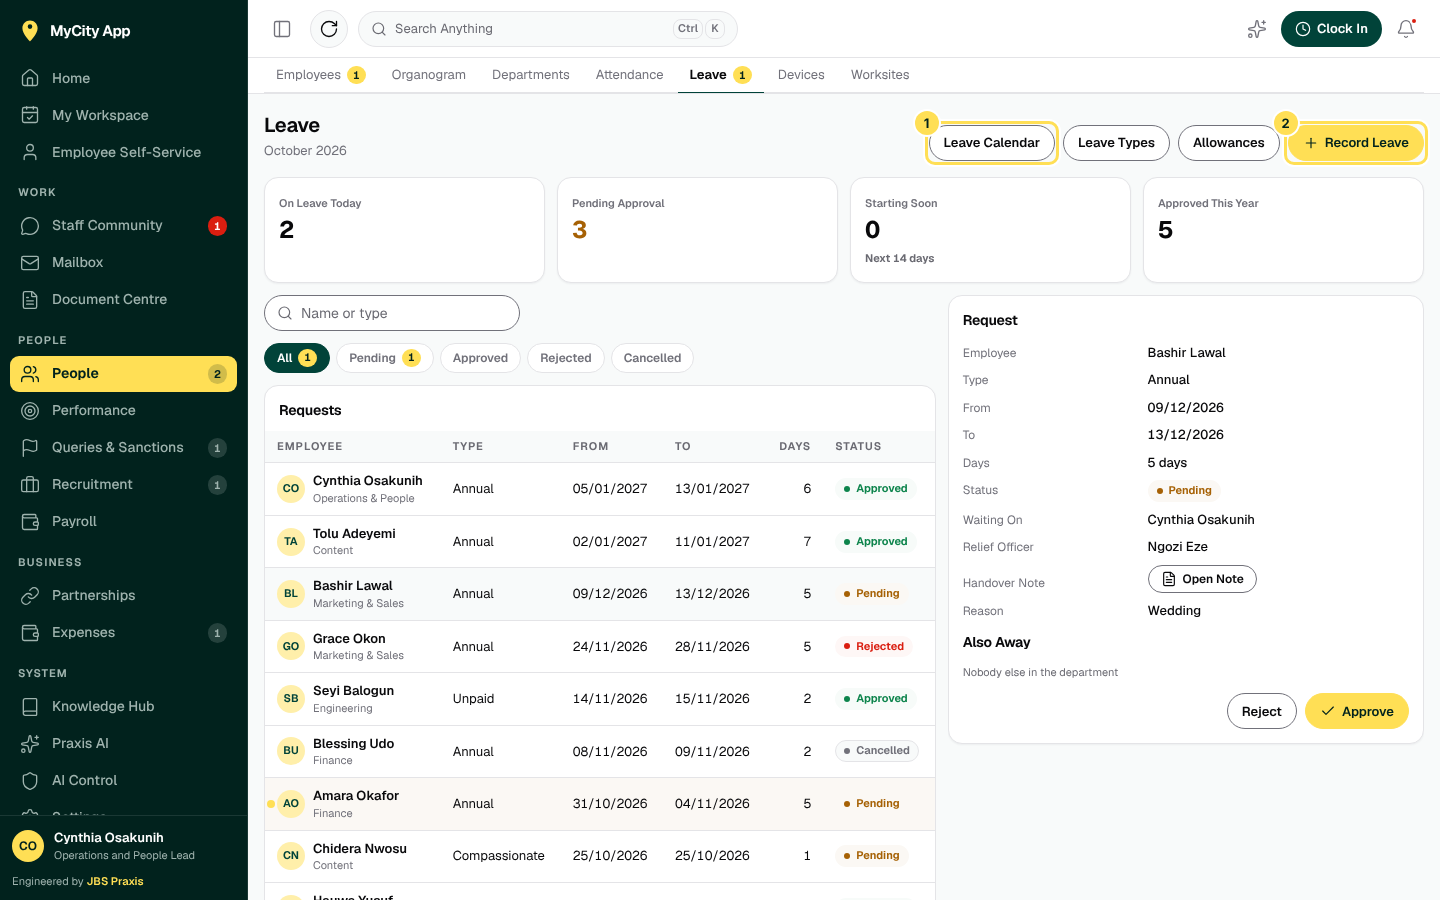 MyCity App
Home
My Workspace
Employee Self-Service
WORK
Staff Community 1
Mailbox
Document Centre
PEOPLE
People 2
Performance
Queries & Sanctions 1
Recruitment 1
Payroll
BUSINESS
Partnerships
Expenses 1
SYSTEM
Knowledge Hub
Praxis AI
AI Control
CO Cynthia Osakunih
Operations and People Lead
Engineered by JBS Praxis
Search Anything Ctrl K
Clock In
Employees 1 Organogram Departments Attendance Leave 1 Devices Worksites
Leave
October 2026
1 Leave Calendar Leave Types Allowances 2 Record Leave
On Leave Today
2
Pending Approval
3
Starting Soon
0
Next 14 days
Approved This Year
5
Name or type
All 1 Pending 1 Approved Rejected Cancelled
Requests
EMPLOYEE TYPE FROM TO DAYS STATUS
CO Cynthia Osakunih Annual 05/01/2027 13/01/2027 6 Approved
Operations & People
TA Tolu Adeyemi Annual 02/01/2027 11/01/2027 7 Approved
Content
BL Bashir Lawal Annual 09/12/2026 13/12/2026 5 Pending
Marketing & Sales
GO Grace Okon Annual 24/11/2026 28/11/2026 5 Rejected
Marketing & Sales
SB Seyi Balogun Unpaid 14/11/2026 15/11/2026 2 Approved
Engineering
BU Blessing Udo Annual 08/11/2026 09/11/2026 2 Cancelled
Finance
AO Amara Okafor Annual 31/10/2026 04/11/2026 5 Pending
Finance
CN Chidera Nwosu Compassionate 25/10/2026 25/10/2026 1 Pending
Content
Request
Employee Bashir Lawal
Type Annual
From 09/12/2026
To 13/12/2026
Days 5 days
Status Pending
Waiting On Cynthia Osakunih
Relief Officer Ngozi Eze
Handover Note Open Note
Reason Wedding
Also Away
Nobody else in the department
Reject Approve